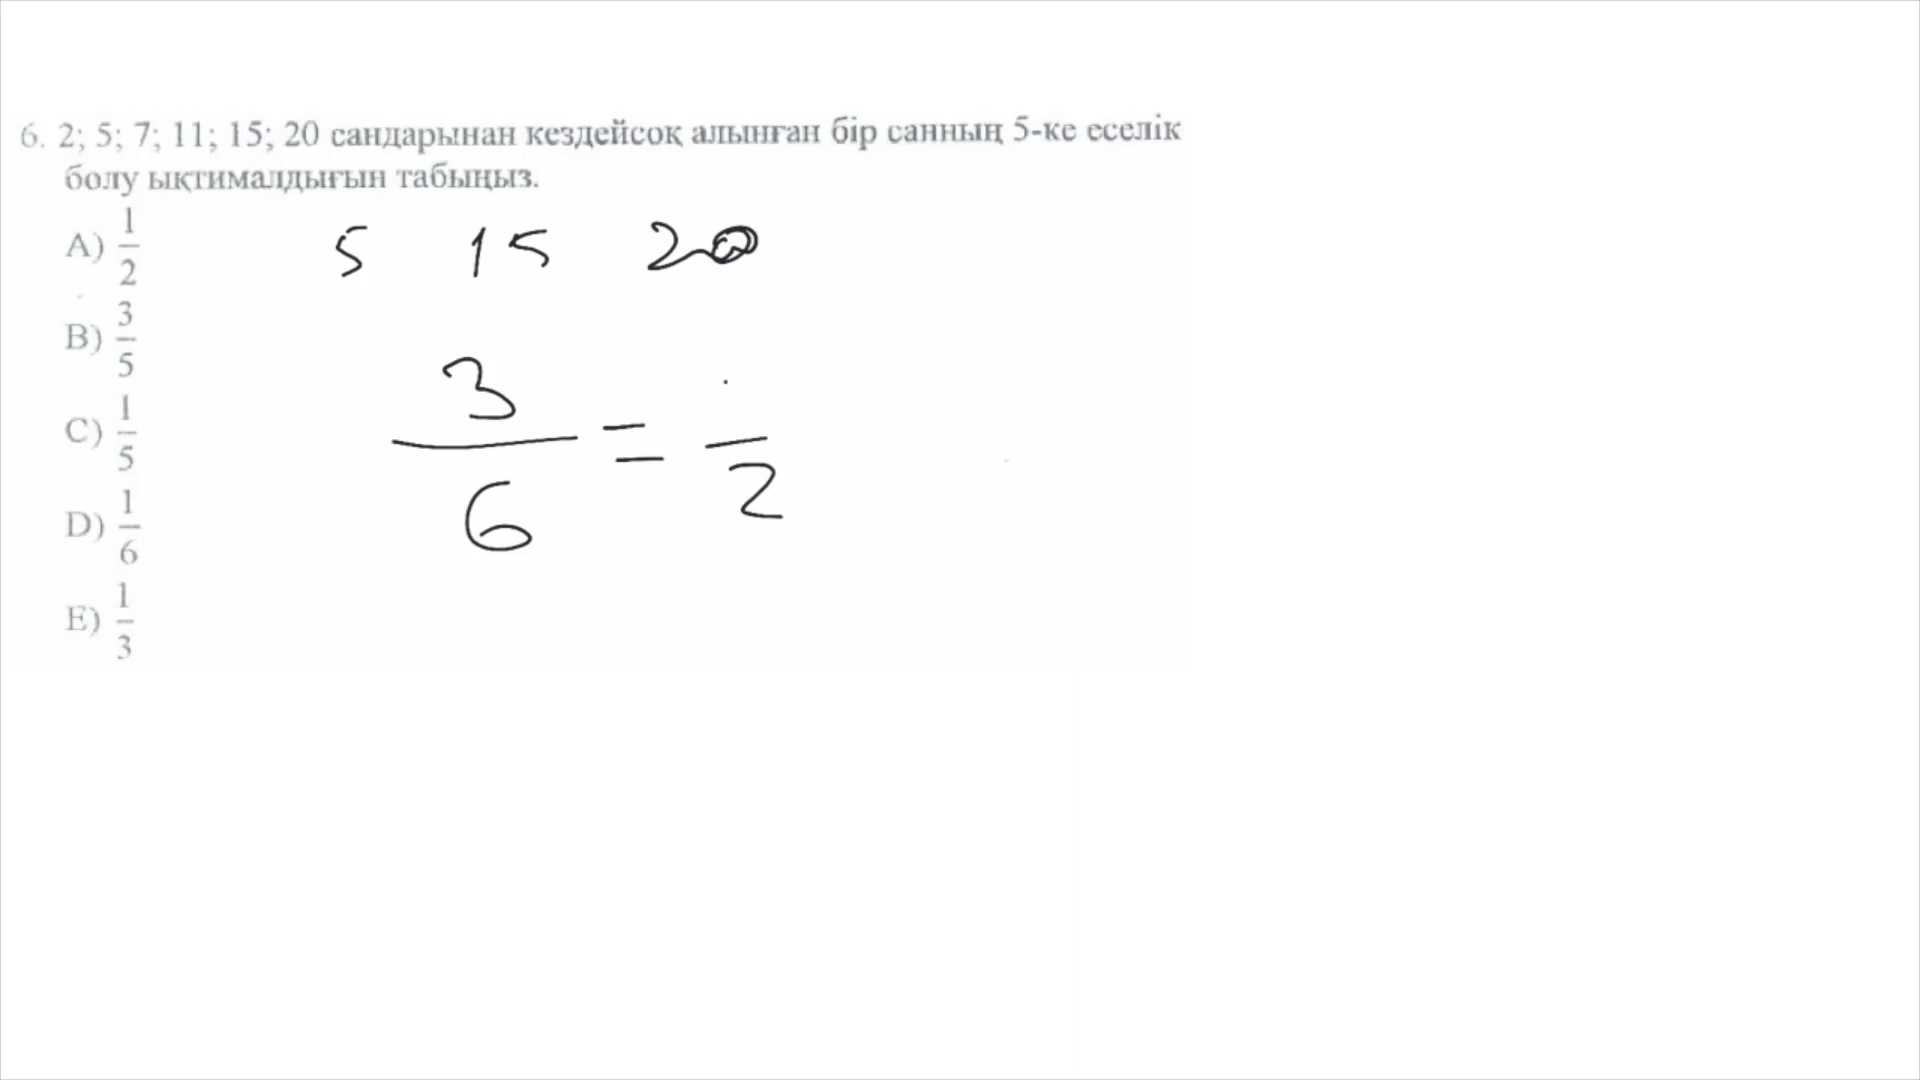 6. 2; 5; 7; 11; 15; 20 сандарынан кездейсоқ алынған бір санның 5-ке еселік
болу ықтималдығын табыңыз.
A) 1/2
5 15 20
B) 3/5
C) 1/5
3/6 = /2
D) 1/6
E) 1/3